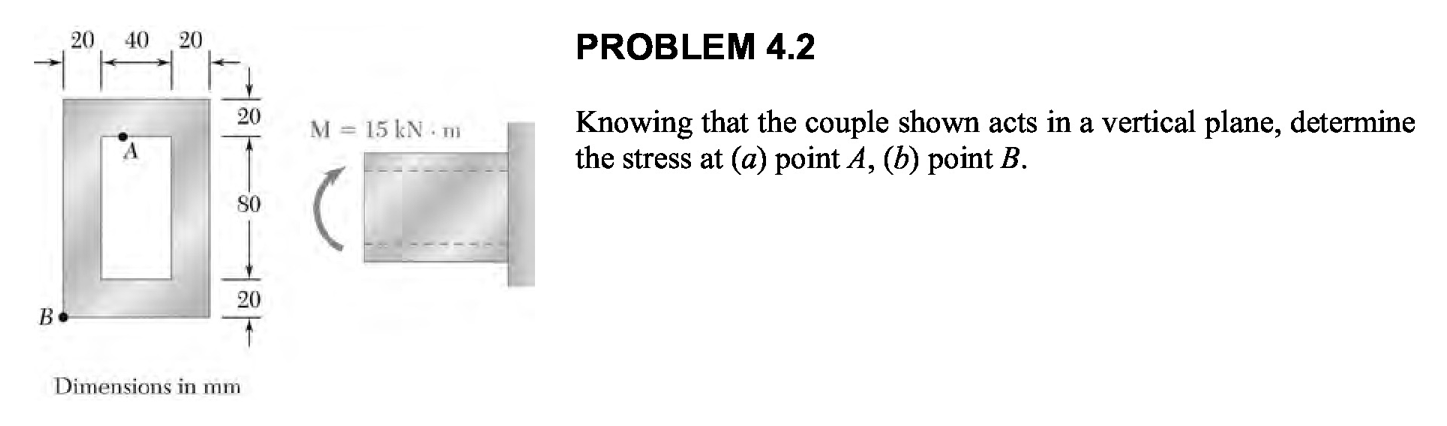 20 40 20
PROBLEM 4.2
20
M = 15 kN · m
Knowing that the couple shown acts in a vertical plane, determine
the stress at (a) point A, (b) point B.
A
80
20
B
Dimensions in mm